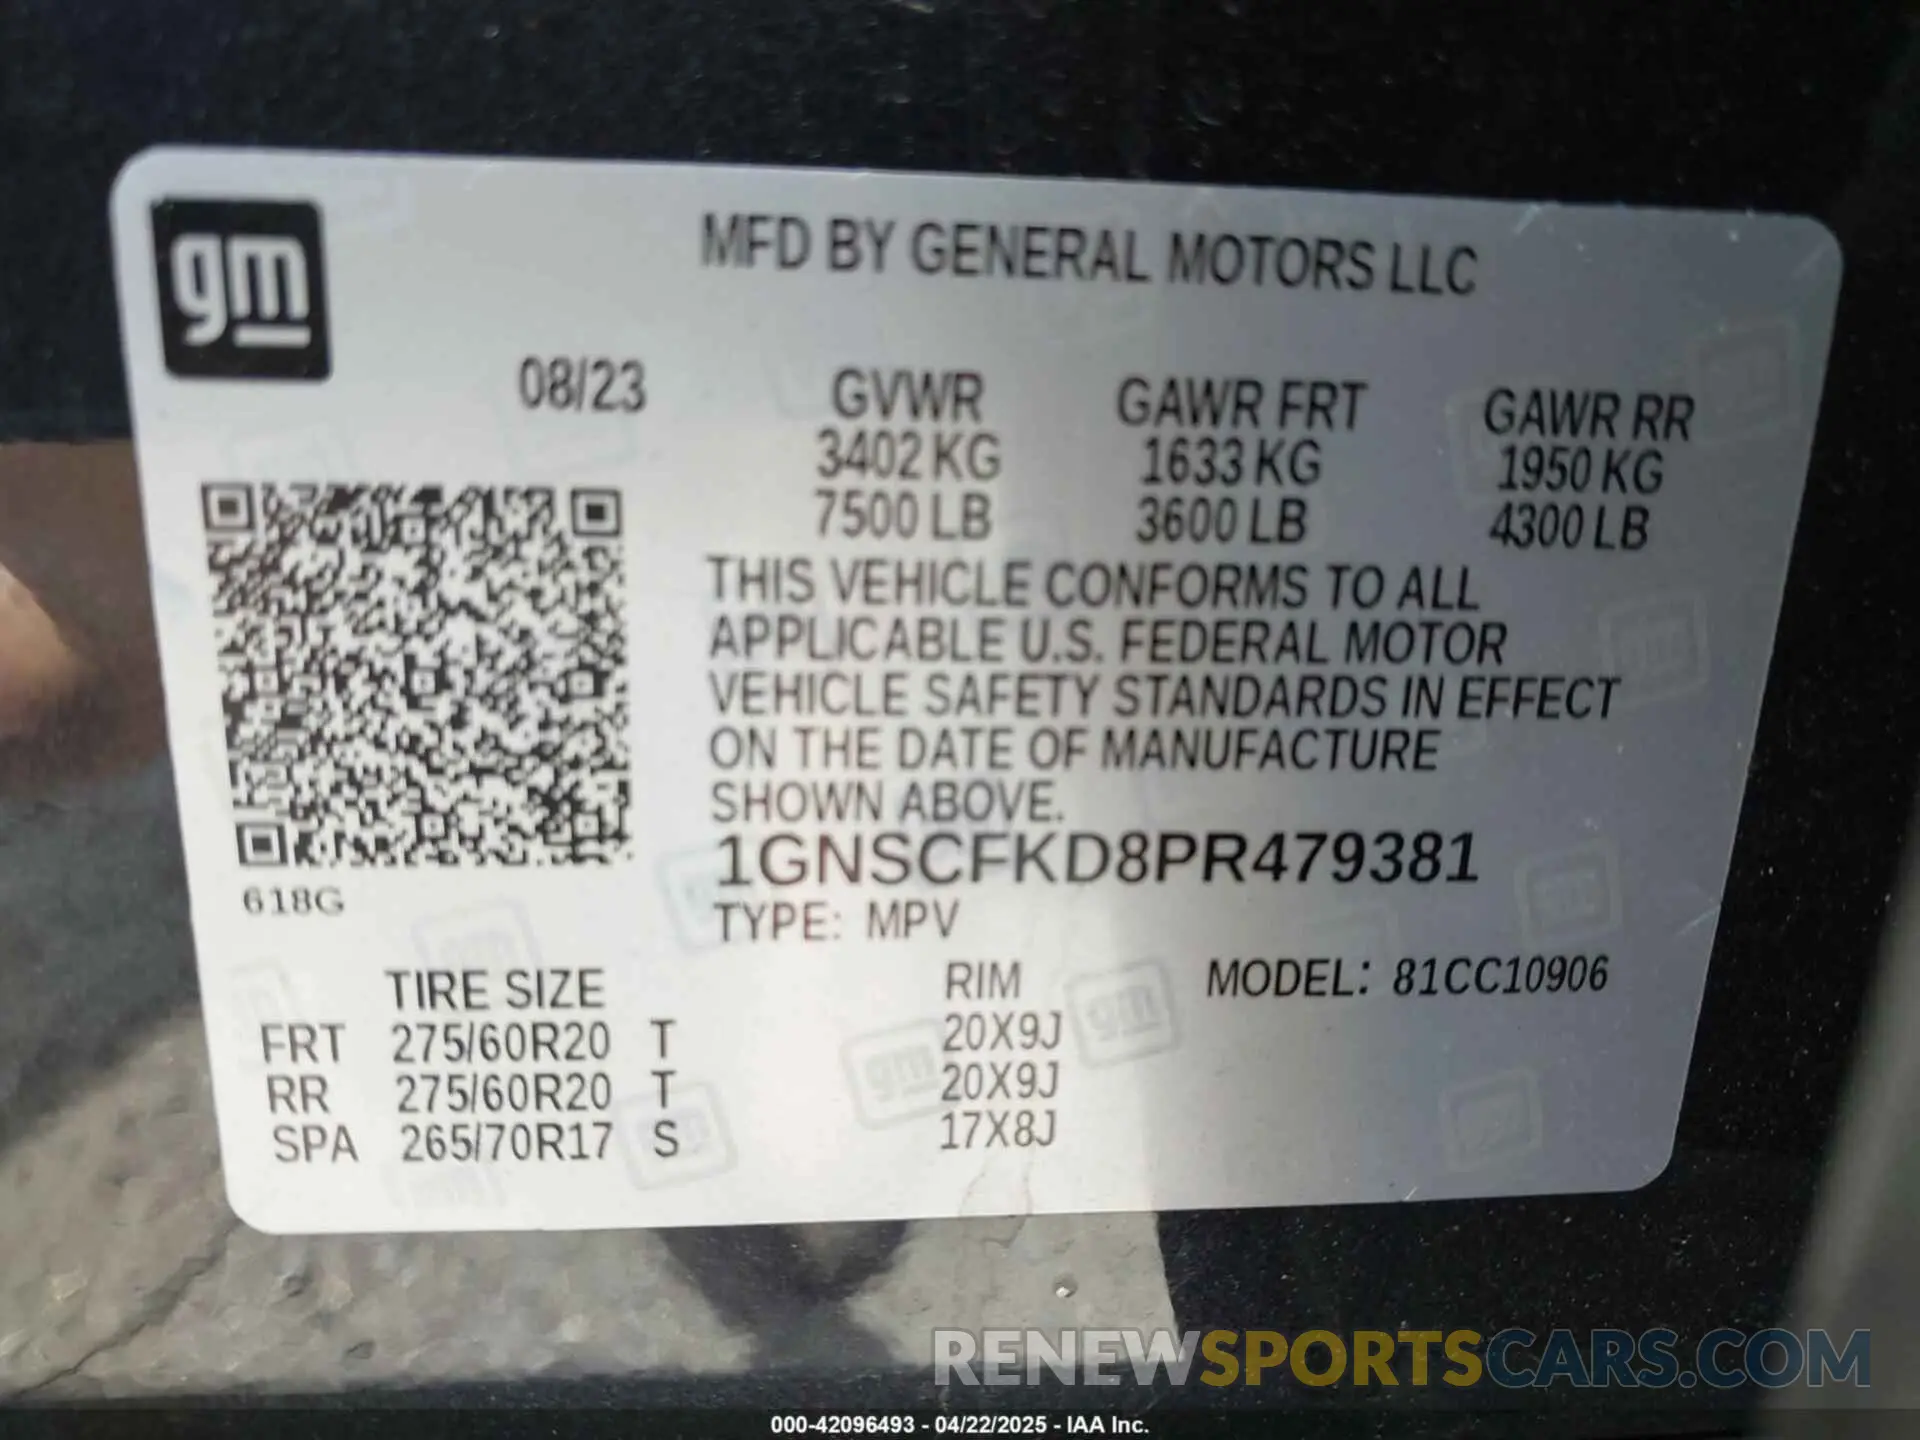 gm
MFD BY GENERAL MOTORS LLC
08/23 GVWR GAWR FRT GAWR RR
3402 KG 1633 KG 1950 KG
7500 LB 3600 LB 4300 LB
THIS VEHICLE CONFORMS TO ALL
APPLICABLE U.S. FEDERAL MOTOR
VEHICLE SAFETY STANDARDS IN EFFECT
ON THE DATE OF MANUFACTURE
SHOWN ABOVE.
1GNSCFKD8PR479381
618G
TYPE: MPV
TIRE SIZE RIM MODEL: 81CC10906
FRT 275/60R20 T 20X9J
RR 275/60R20 T 20X9J
SPA 265/70R17 S 17X8J
RENEWSPORTSCARS.COM
000-42096493 - 04/22/2025 - IAA Inc.